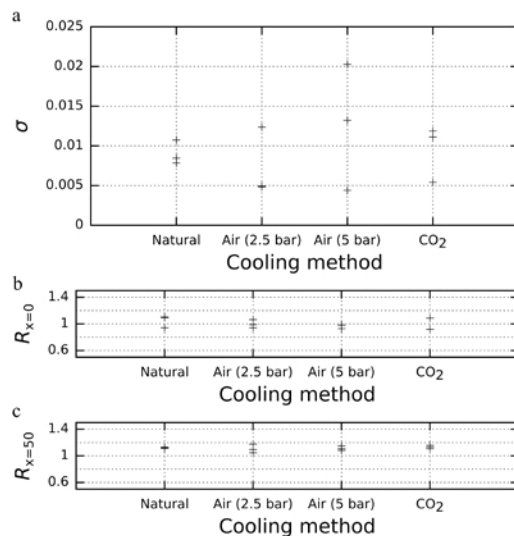 a
0.025
0.02
0.015
σ
0.01
0.005
0
Natural Air (2.5 bar) Air (5 bar) CO2
Cooling method
b
1.4
Rx=0
1
0.6
Natural Air (2.5 bar) Air (5 bar) CO2
Cooling method
c
1.4
Rx=50
1
0.6
Natural Air (2.5 bar) Air (5 bar) CO2
Cooling method